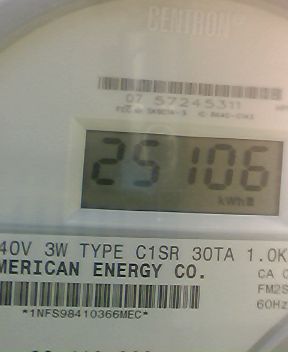 CENTRON®
07 57245311
25106
kWh
40V 3W TYPE C1SR 30TA 1.0K
MERICAN ENERGY CO.
CA
FM2S
60Hz
*1NFS98410366MEC*